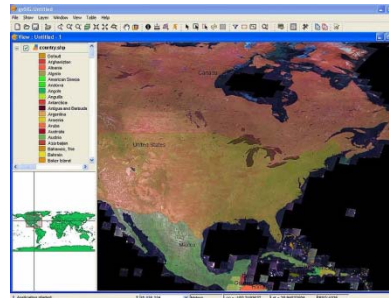 gvSIG: Untitled
File Show Layer Window View Table Help
View : Untitled - 1
country.shp
Default
Afghanistan
Albania
Algeria
American Samoa
Andorra
Angola
Anguilla
Antarctica
Antigua and Barbuda
Argentina
Armenia
Aruba
Australia
Austria
Azerbaijan
Bahamas, The
Bahrain
Baker Island
Canada
United States
Mexico